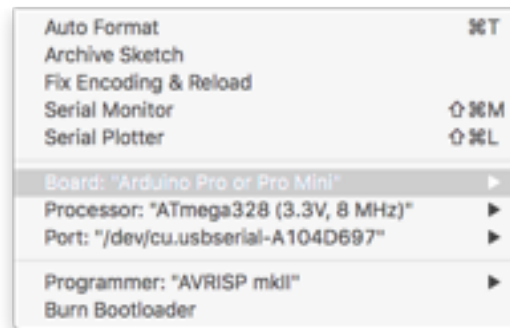 Auto Format ⌘T
Archive Sketch
Fix Encoding & Reload
Serial Monitor ⇧⌘M
Serial Plotter ⇧⌘L
Board: "Arduino Pro or Pro Mini"
Processor: "ATmega328 (3.3V, 8 MHz)"
Port: "/dev/cu.usbserial-A104D697"
Programmer: "AVRISP mkII"
Burn Bootloader